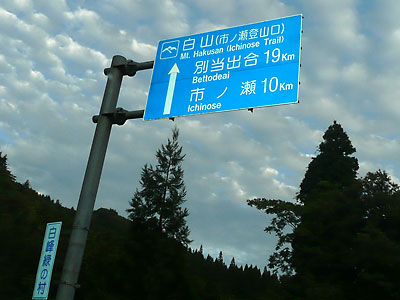 白山(市ノ瀬登山口)
Mt. Hakusan (Ichinose Trail)
別当出合 19Km
Bettodeai
市ノ瀬 10Km
Ichinose
白峰緑の村